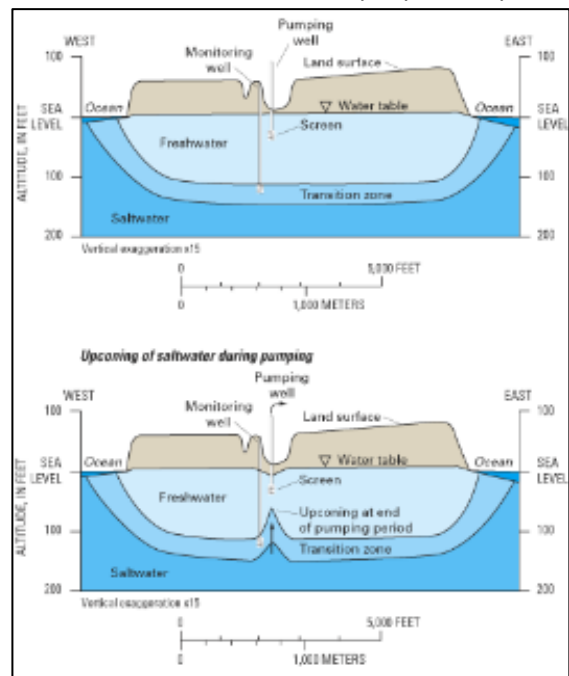 Pumping
well
WEST
EAST
Monitoring
well
Land surface
100
100
Ocean
Water table
Ocean
SEA
LEVEL
SEA
LEVEL
Screen
Freshwater
ALTITUDE, IN FEET
100
100
Transition zone
Saltwater
200
200
Vertical exaggeration x15
0
5,000 FEET
0
1,000 METERS
Upconing of saltwater during pumping
Pumping
well
WEST
EAST
Monitoring
well
Land surface
100
100
Ocean
Water table
Ocean
SEA
LEVEL
SEA
LEVEL
Screen
Freshwater
Upconing at end
of pumping period
ALTITUDE, IN FEET
100
100
Transition zone
Saltwater
200
200
Vertical exaggeration x15
0
5,000 FEET
0
1,000 METERS